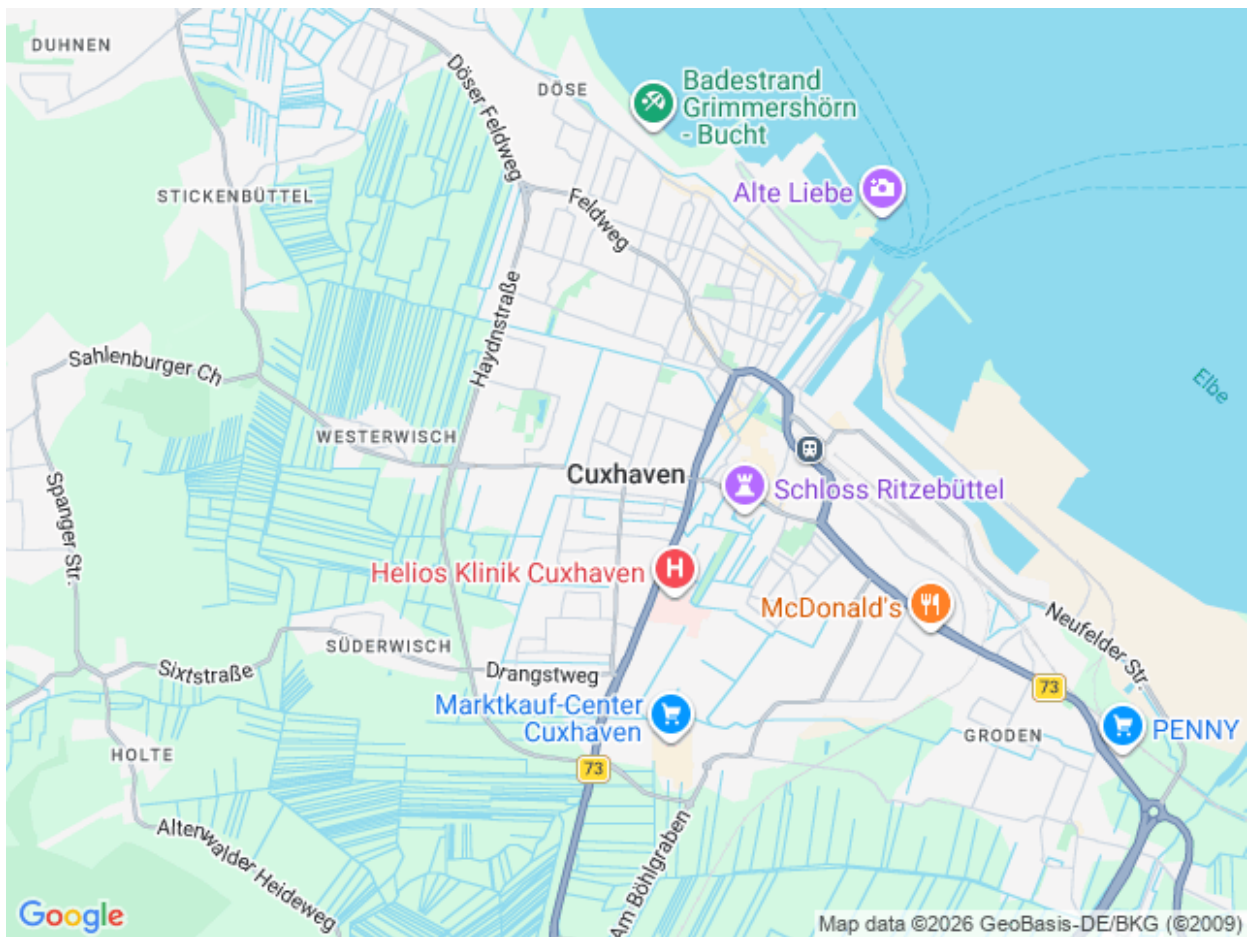 DUHNEN
Döser Feldweg
DÖSE
Badestrand
Grimmershörn
- Bucht
Alte Liebe
STICKENBÜTTEL
Feldweg
Haydnstraße
Sahlenburger Ch
Elbe
WESTERWISCH
Cuxhaven
Schloss Ritzebüttel
Spanger Str.
Helios Klinik Cuxhaven
H
McDonald's
Neufelder Str.
SÜDERWISCH
Sixtstraße
Drangstweg
73
Marktkauf-Center
Cuxhaven
PENNY
GRODEN
HOLTE
73
Altenwalder Heideweg
Am Böhlgraben
Google
Map data ©2026 GeoBasis-DE/BKG (©2009)